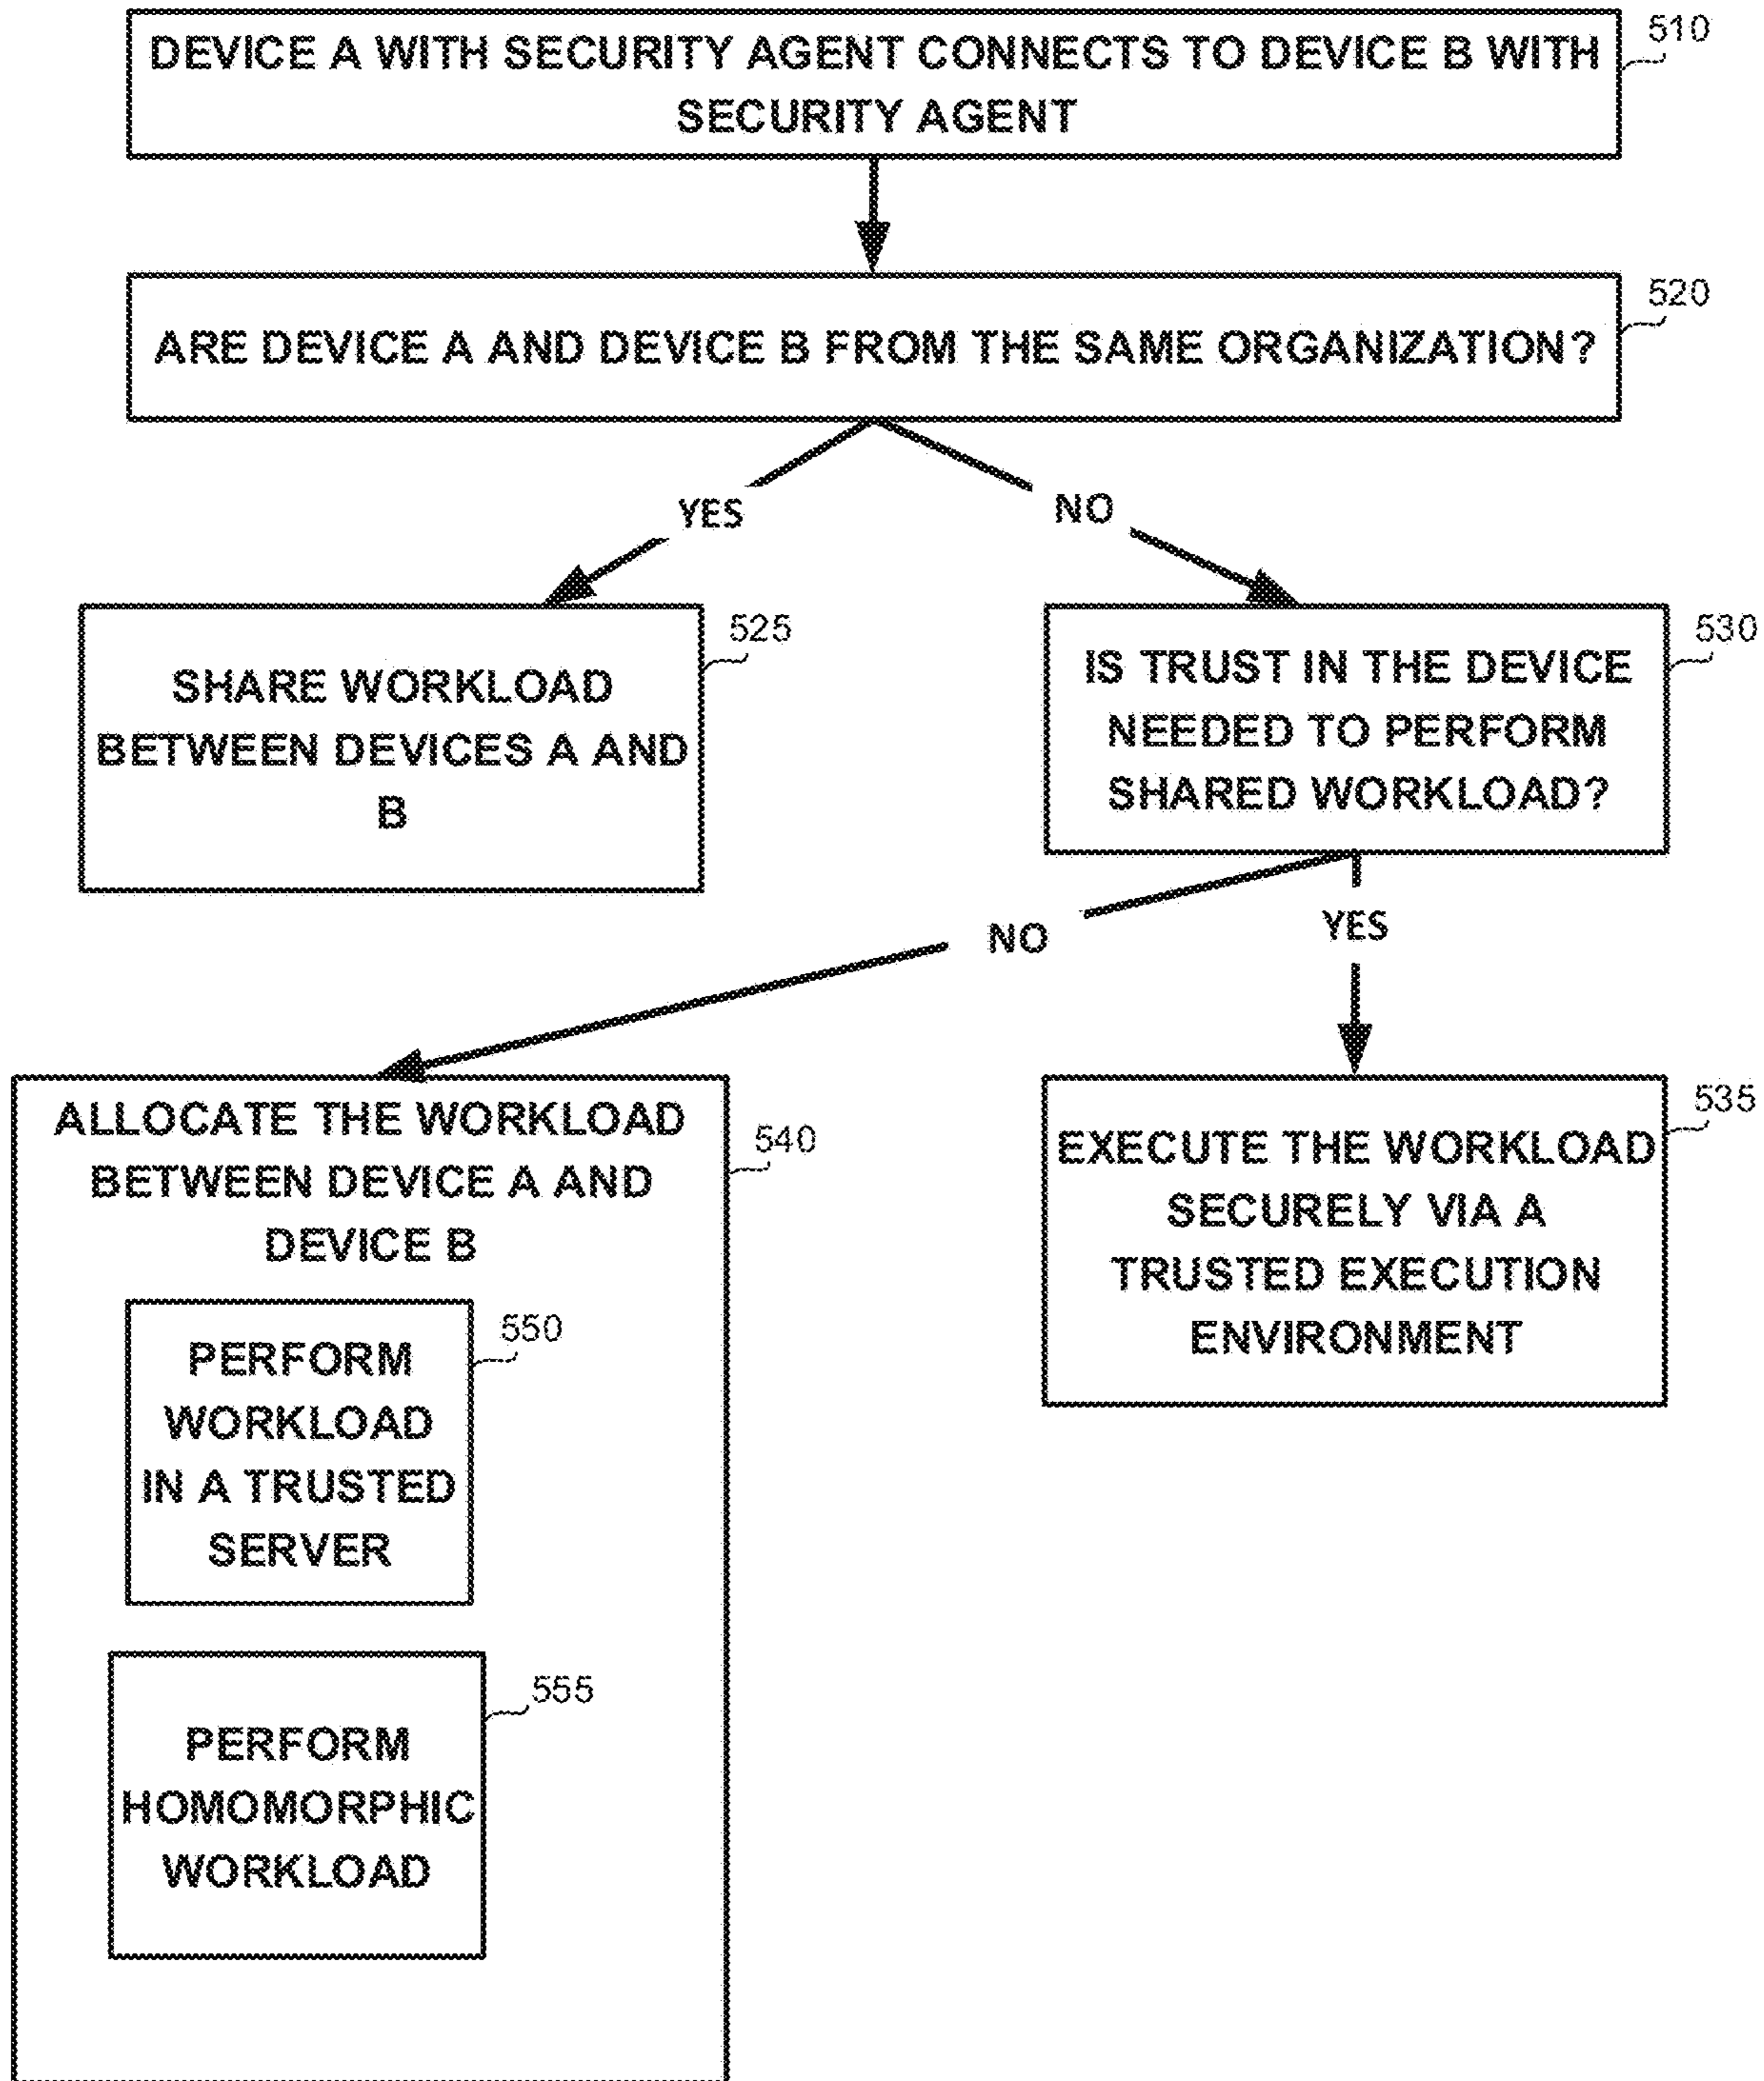 DEVICE A WITH SECURITY AGENT CONNECTS TO DEVICE B WITH
SECURITY AGENT
510
ARE DEVICE A AND DEVICE B FROM THE SAME ORGANIZATION?
520
YES
NO
SHARE WORKLOAD
BETWEEN DEVICES A AND
B
525
IS TRUST IN THE DEVICE
NEEDED TO PERFORM
SHARED WORKLOAD?
530
NO
YES
ALLOCATE THE WORKLOAD
BETWEEN DEVICE A AND
DEVICE B
540
EXECUTE THE WORKLOAD
SECURELY VIA A
TRUSTED EXECUTION
ENVIRONMENT
535
PERFORM
WORKLOAD
IN A TRUSTED
SERVER
550
PERFORM
HOMOMORPHIC
WORKLOAD
555